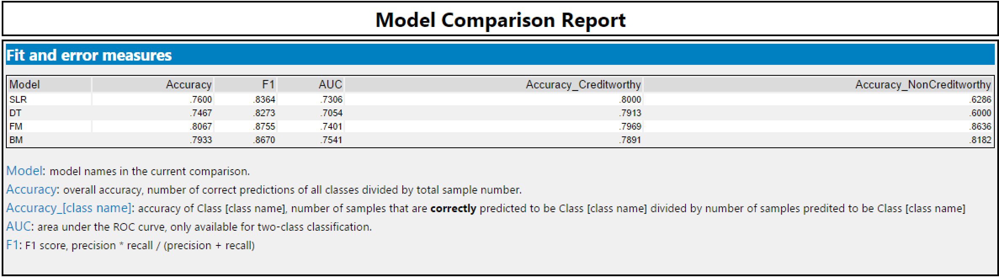 Model Comparison Report
Fit and error measures
Model Accuracy F1 AUC Accuracy_Creditworthy Accuracy_NonCreditworthy
SLR .7600 .8364 .7306 .8000 .6286
DT .7467 .8273 .7054 .7913 .6000
FM .8067 .8755 .7401 .7969 .8636
BM .7933 .8670 .7541 .7891 .8182
Model: model names in the current comparison.
Accuracy: overall accuracy, number of correct predictions of all classes divided by total sample number.
Accuracy_[class name]: accuracy of Class [class name], number of samples that are correctly predicted to be Class [class name] divided by number of samples predited to be Class [class name]
AUC: area under the ROC curve, only available for two-class classification.
F1: F1 score, precision * recall / (precision + recall)